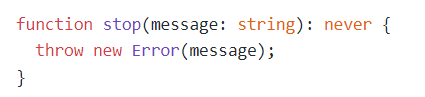 function stop(message: string): never {
  throw new Error(message);
}